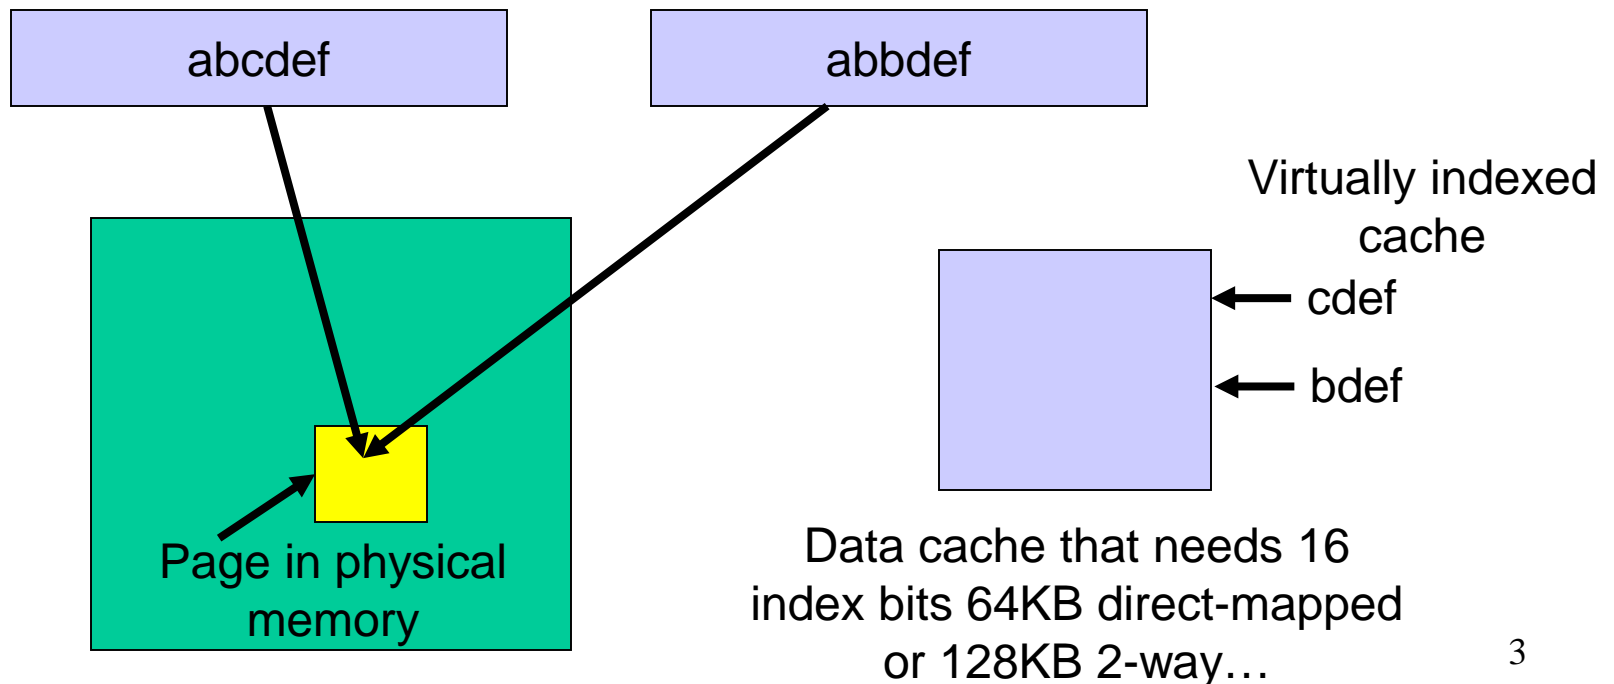 abcdef
abbdef
Virtually indexed
cache
cdef
bdef
Page in physical
memory
Data cache that needs 16
index bits 64KB direct-mapped
or 128KB 2-way…
3